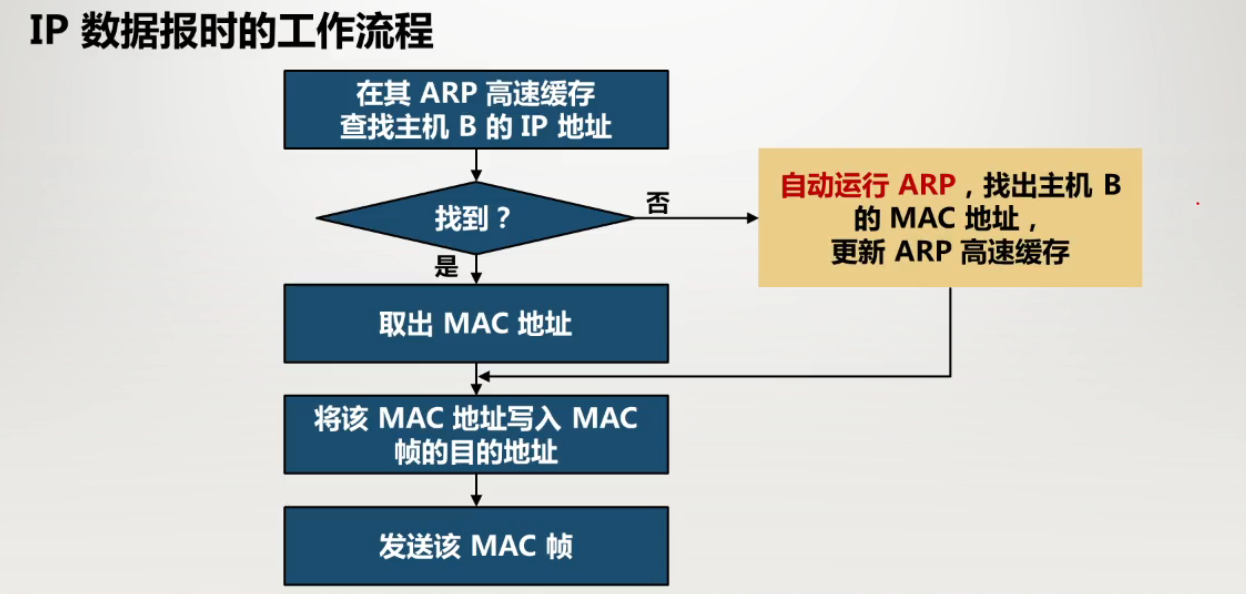 IP 数据报时的工作流程
在其 ARP 高速缓存
查找主机 B 的 IP 地址
找到？
否
自动运行 ARP，找出主机 B
的 MAC 地址，
更新 ARP 高速缓存
是
取出 MAC 地址
将该 MAC 地址写入 MAC
帧的目的地址
发送该 MAC 帧